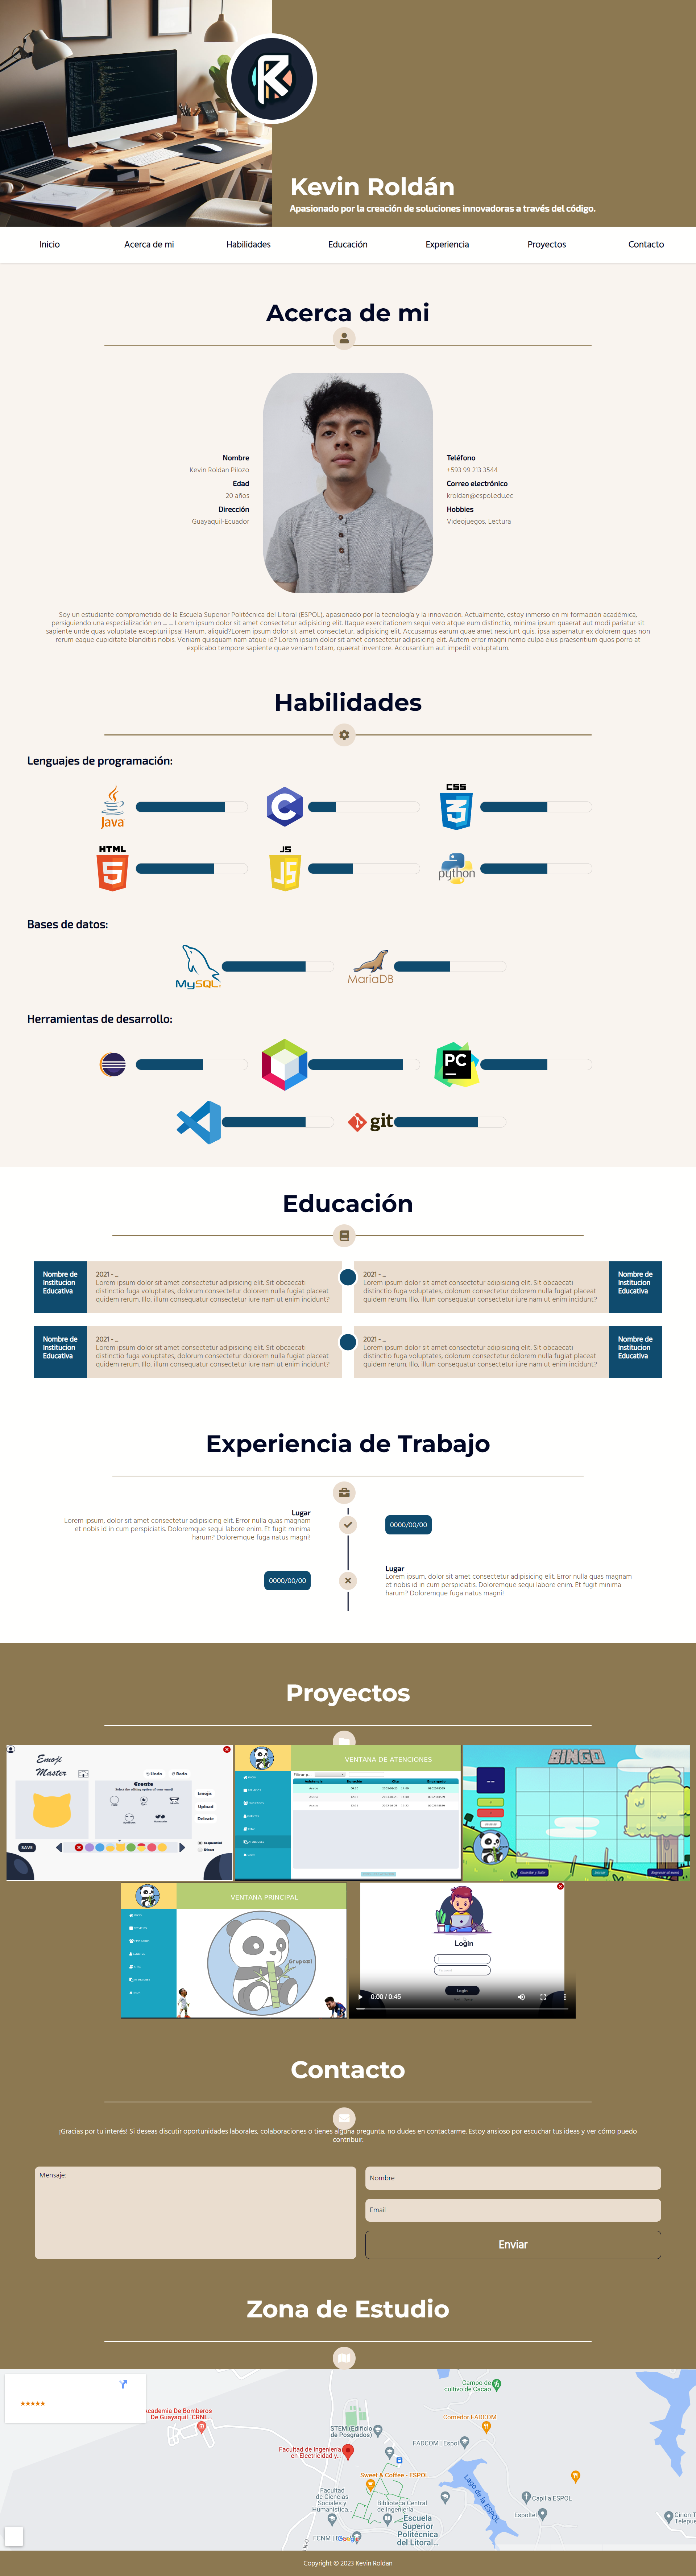 Kevin Roldán
Apasionado por la creación de soluciones innovadoras a través del código.
Inicio
Acerca de mi
Habilidades
Educación
Experiencia
Proyectos
Contacto
Acerca de mi
Nombre
Kevin Roldan Pilozo
Edad
20 años
Dirección
Guayaquil-Ecuador
Teléfono
+593 99 213 3544
Correo electrónico
kroldan@espol.edu.ec
Hobbies
Videojuegos, Lectura
Soy un estudiante comprometido de la Escuela Superior Politécnica del Litoral (ESPOL), apasionado por la tecnología y la innovación. Actualmente, estoy inmerso en mi formación académica,
persiguiendo una especialización en ... ... Lorem ipsum dolor sit amet consectetur adipisicing elit. Itaque exercitationem sequi vero atque eum distinctio, minima ipsum quaerat aut modi pariatur sit
sapiente unde quas voluptate excepturi ipsa! Harum, aliquid?Lorem ipsum dolor sit amet consectetur, adipisicing elit. Accusamus earum quae amet nesciunt quis, ipsa aspernatur ex dolorem quas non
rerum eaque cupiditate blanditiis nobis. Veniam quisquam nam atque id? Lorem ipsum dolor sit amet consectetur adipisicing elit. Autem error magni nemo culpa eius praesentium quos porro at
explicabo tempore sapiente quae veniam totam, quaerat inventore. Accusantium aut impedit voluptatum.
Habilidades
Lenguajes de programación:
Java
C
CSS
3
HTML
5
JS
JS
python
Bases de datos:
MySQL
MariaDB
Herramientas de desarrollo:
PC
git
Educación
Nombre de
Institucion
Educativa
2021 - ...
Lorem ipsum dolor sit amet consectetur adipisicing elit. Sit obcaecati
distinctio fuga voluptates, dolorum consectetur dolorem nulla fugiat placeat
quidem rerum. Illo, illum consequatur consectetur iure nam ut enim incidunt?
2021 - ...
Lorem ipsum dolor sit amet consectetur adipisicing elit. Sit obcaecati
distinctio fuga voluptates, dolorum consectetur dolorem nulla fugiat placeat
quidem rerum. Illo, illum consequatur consectetur iure nam ut enim incidunt?
Nombre de
Institucion
Educativa
Nombre de
Institucion
Educativa
2021 - ...
Lorem ipsum dolor sit amet consectetur adipisicing elit. Sit obcaecati
distinctio fuga voluptates, dolorum consectetur dolorem nulla fugiat placeat
quidem rerum. Illo, illum consequatur consectetur iure nam ut enim incidunt?
2021 - ...
Lorem ipsum dolor sit amet consectetur adipisicing elit. Sit obcaecati
distinctio fuga voluptates, dolorum consectetur dolorem nulla fugiat placeat
quidem rerum. Illo, illum consequatur consectetur iure nam ut enim incidunt?
Nombre de
Institucion
Educativa
Experiencia de Trabajo
Lugar
Lorem ipsum, dolor sit amet consectetur adipisicing elit. Error nulla quas magnam
et nobis id in cum perspiciatis. Doloremque sequi labore enim. Et fugit minima
harum? Doloremque fuga natus magni!
0000/00/00
0000/00/00
Lugar
Lorem ipsum, dolor sit amet consectetur adipisicing elit. Error nulla quas magnam
et nobis id in cum perspiciatis. Doloremque sequi labore enim. Et fugit minima
harum? Doloremque fuga natus magni!
Proyectos
Emoji
Master
Undo
Redo
Create
Emojis
Upload
Delete
SAVE
VENTANA DE ATENCIONES
BINGO
VENTANA PRINCIPAL
Grupo#1
Login
Login
0:00 / 0:45
Contacto
¡Gracias por tu interés! Si deseas discutir oportunidades laborales, colaboraciones o tienes alguna pregunta, no dudes en contactarme. Estoy ansioso por escuchar tus ideas y ver cómo puedo
contribuir.
Mensaje:
Nombre
Email
Enviar
Zona de Estudio
Academia De Bomberos
De Guayaquil "CRNL...
Campo de
cultivo de Cacao
STEM (Edificio
de Posgrados)
Comedor FADCOM
Facultad de Ingeniería
en Electricidad y...
FADCOM | Espol
Sweet & Coffee - ESPOL
Facultad
de Ciencias
Sociales y
Humanística...
Biblioteca Central
de Ingeniería
Lago de la ESPOL
Capilla ESPOL
Escuela
Superior
Politécnica
del Litoral...
Espoltel
FCNM |
Google
Copyright © 2023 Kevin Roldan